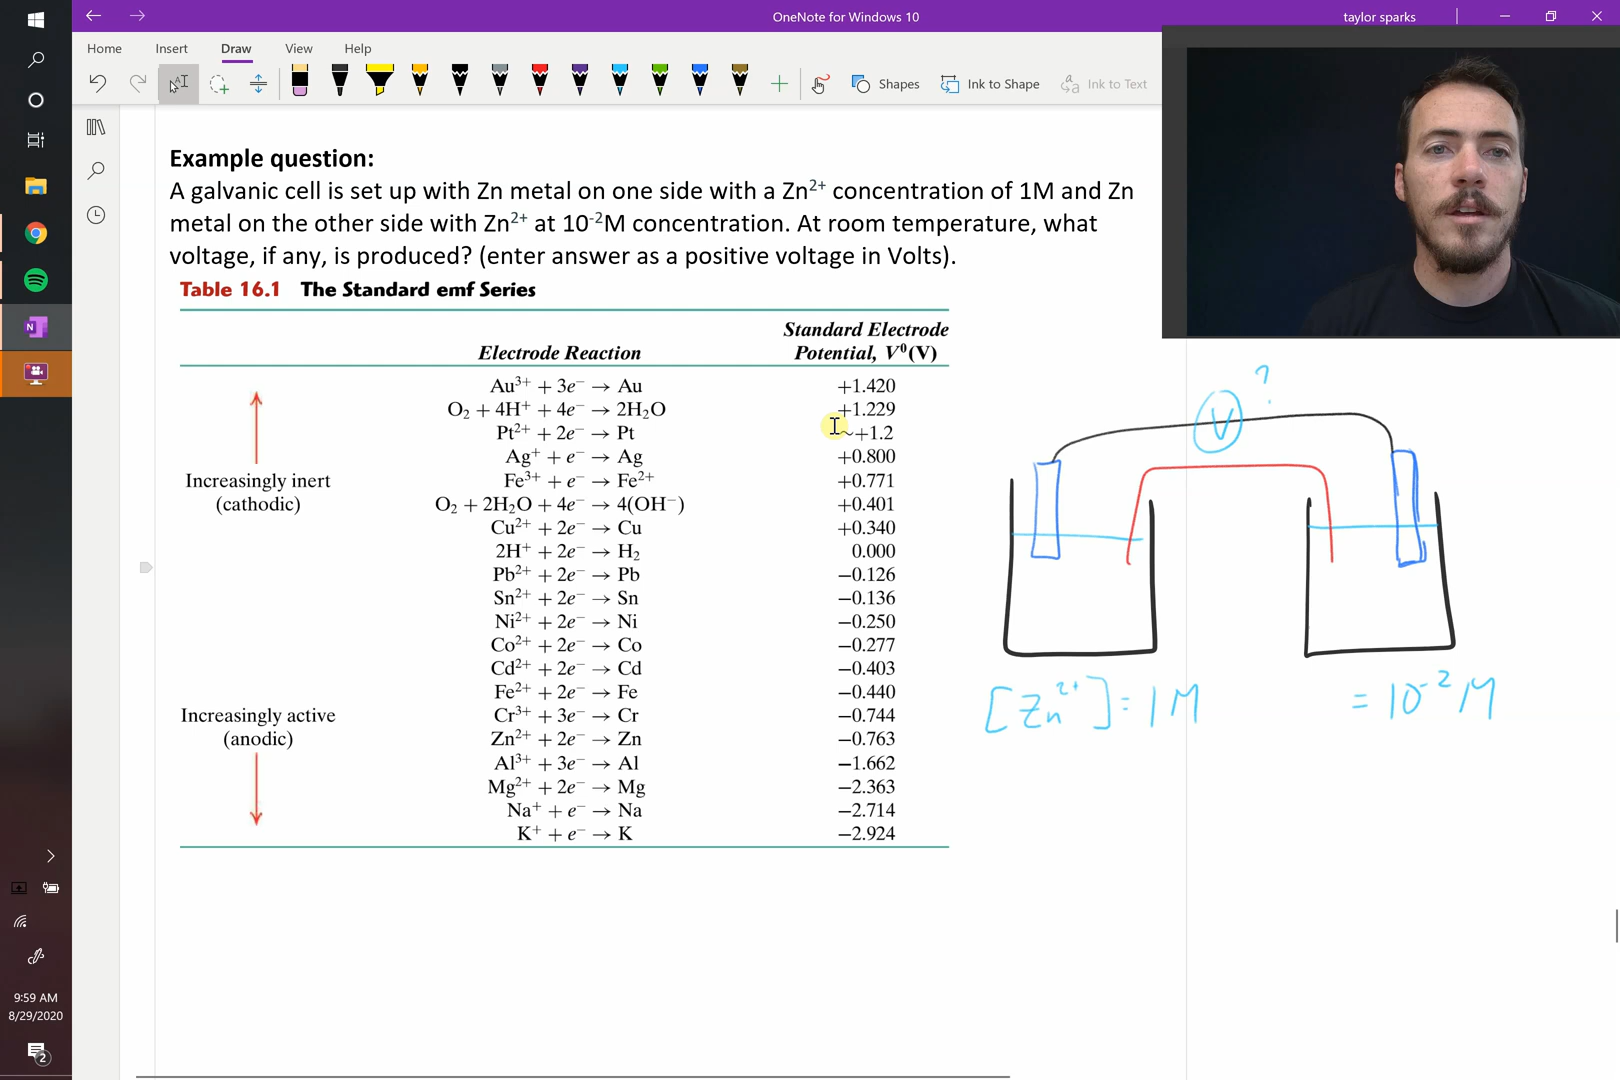 OneNote for Windows 10
taylor sparks
Home Insert Draw View Help
Shapes Ink to Shape Ink to Text
Example question:
A galvanic cell is set up with Zn metal on one side with a Zn²⁺ concentration of 1M and Zn
metal on the other side with Zn²⁺ at 10⁻²M concentration. At room temperature, what
voltage, if any, is produced? (enter answer as a positive voltage in Volts).
Table 16.1 The Standard emf Series
Standard Electrode
Electrode Reaction Potential, V⁰(V)
Au³⁺ + 3e⁻ → Au +1.420
O₂ + 4H⁺ + 4e⁻ → 2H₂O +1.229
Pt²⁺ + 2e⁻ → Pt ~+1.2
Ag⁺ + e⁻ → Ag +0.800
Increasingly inert Fe³⁺ + e⁻ → Fe²⁺ +0.771
(cathodic) O₂ + 2H₂O + 4e⁻ → 4(OH⁻) +0.401
Cu²⁺ + 2e⁻ → Cu +0.340
2H⁺ + 2e⁻ → H₂ 0.000
Pb²⁺ + 2e⁻ → Pb −0.126
Sn²⁺ + 2e⁻ → Sn −0.136
Ni²⁺ + 2e⁻ → Ni −0.250
Co²⁺ + 2e⁻ → Co −0.277
Cd²⁺ + 2e⁻ → Cd −0.403
Fe²⁺ + 2e⁻ → Fe −0.440
Increasingly active Cr³⁺ + 3e⁻ → Cr −0.744
(anodic) Zn²⁺ + 2e⁻ → Zn −0.763
Al³⁺ + 3e⁻ → Al −1.662
Mg²⁺ + 2e⁻ → Mg −2.363
Na⁺ + e⁻ → Na −2.714
K⁺ + e⁻ → K −2.924
V ?
[Zn²⁺] = 1M = 10⁻² M
9:59 AM
8/29/2020
2